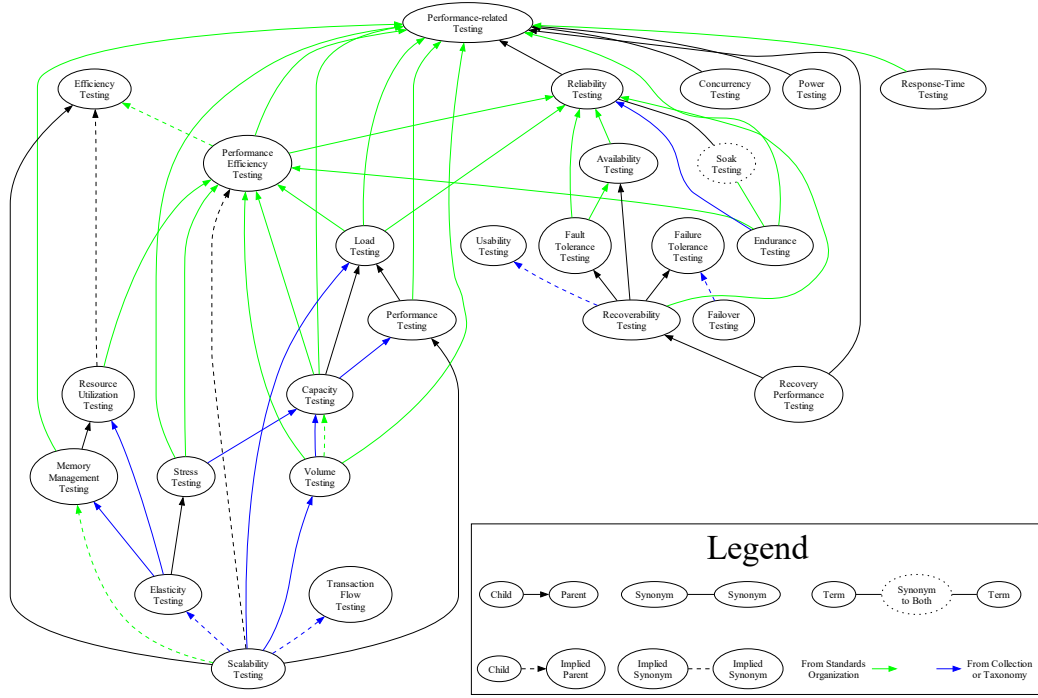 Performance-related
Testing
Efficiency
Testing
Reliability
Testing
Concurrency
Testing
Power
Testing
Response-Time
Testing
Performance
Efficiency
Testing
Availability
Testing
Soak
Testing
Load
Testing
Usability
Testing
Fault
Tolerance
Testing
Failure
Tolerance
Testing
Endurance
Testing
Performance
Testing
Recoverability
Testing
Failover
Testing
Resource
Utilization
Testing
Capacity
Testing
Recovery
Performance
Testing
Memory
Management
Testing
Stress
Testing
Volume
Testing
Elasticity
Testing
Transaction
Flow
Testing
Scalability
Testing
Legend
Child
Parent
Synonym
Synonym
Term
Synonym
to Both
Term
Child
Implied
Parent
Implied
Synonym
Implied
Synonym
From Standards
Organization
From Collection
or Taxonomy